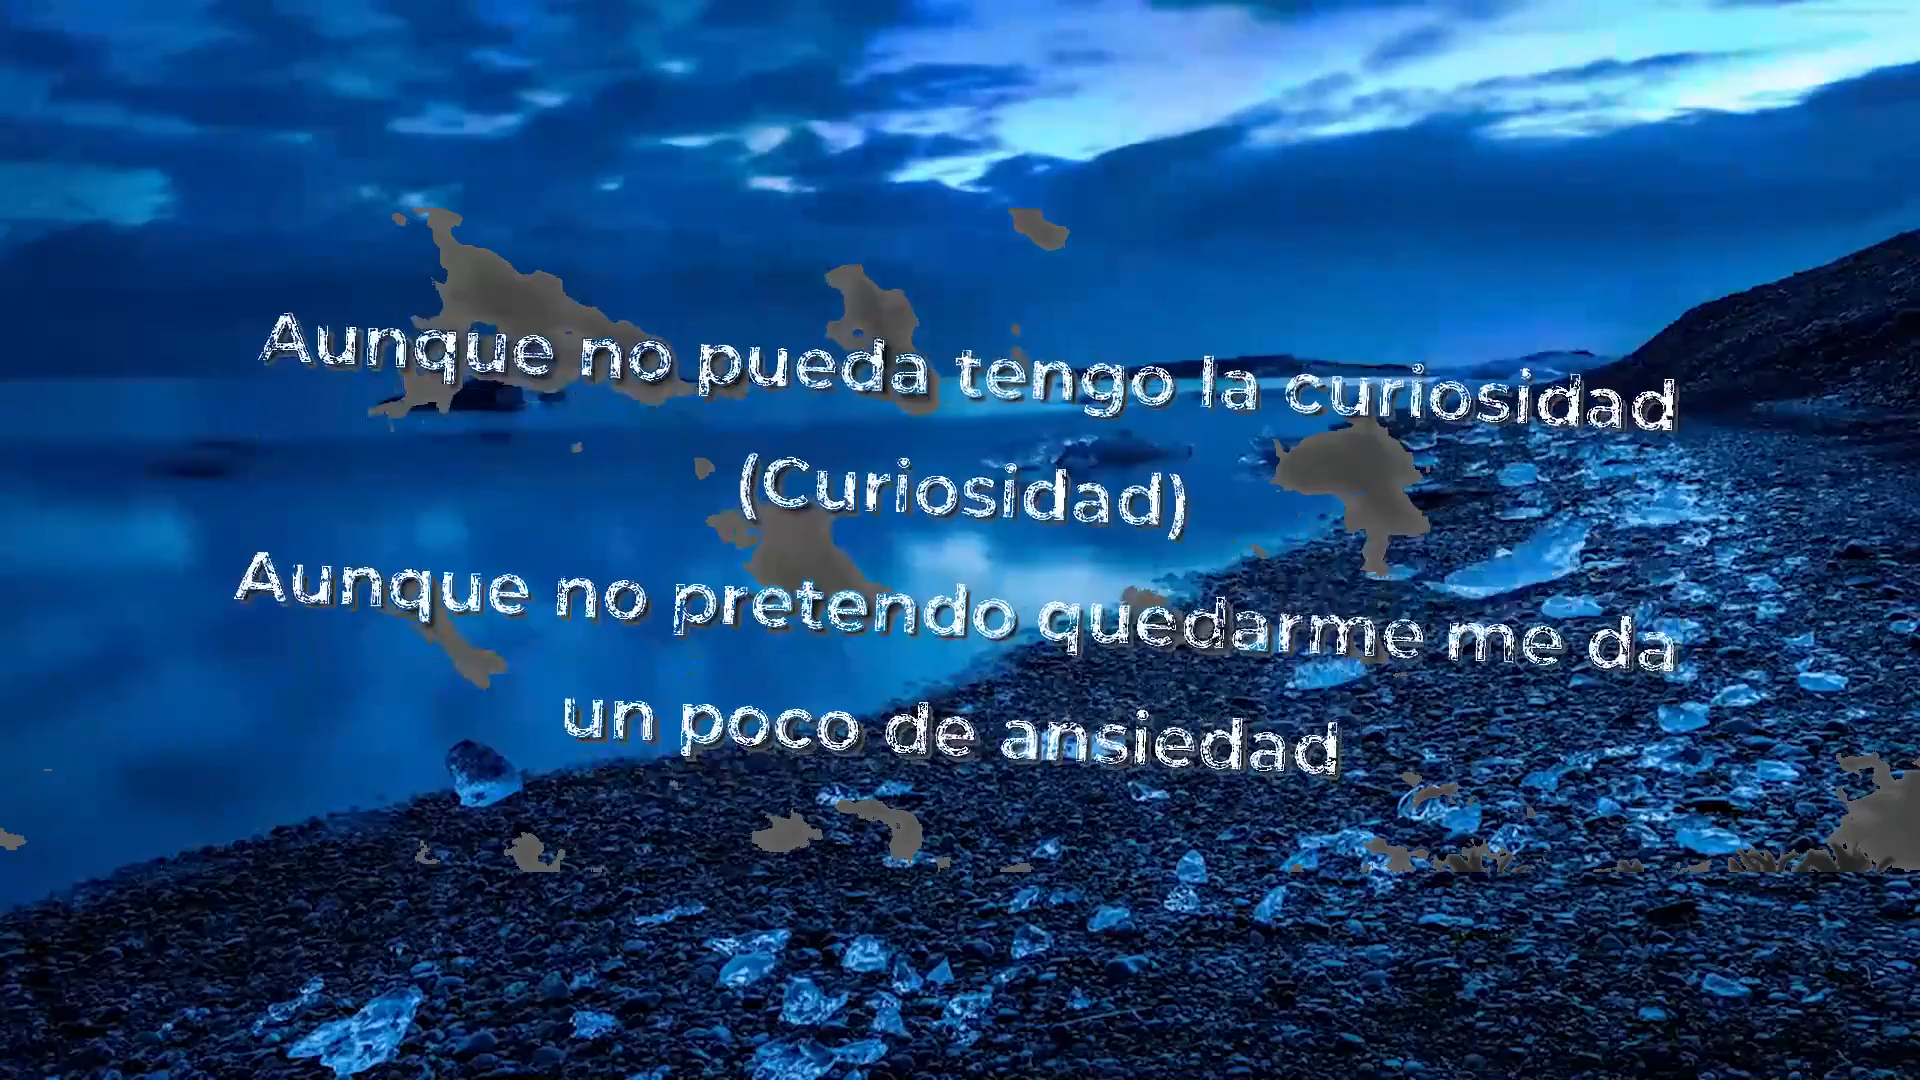 Aunque no pueda tengo la curiosidad
(Curiosidad)
Aunque no pretendo quedarme me da
un poco de ansiedad